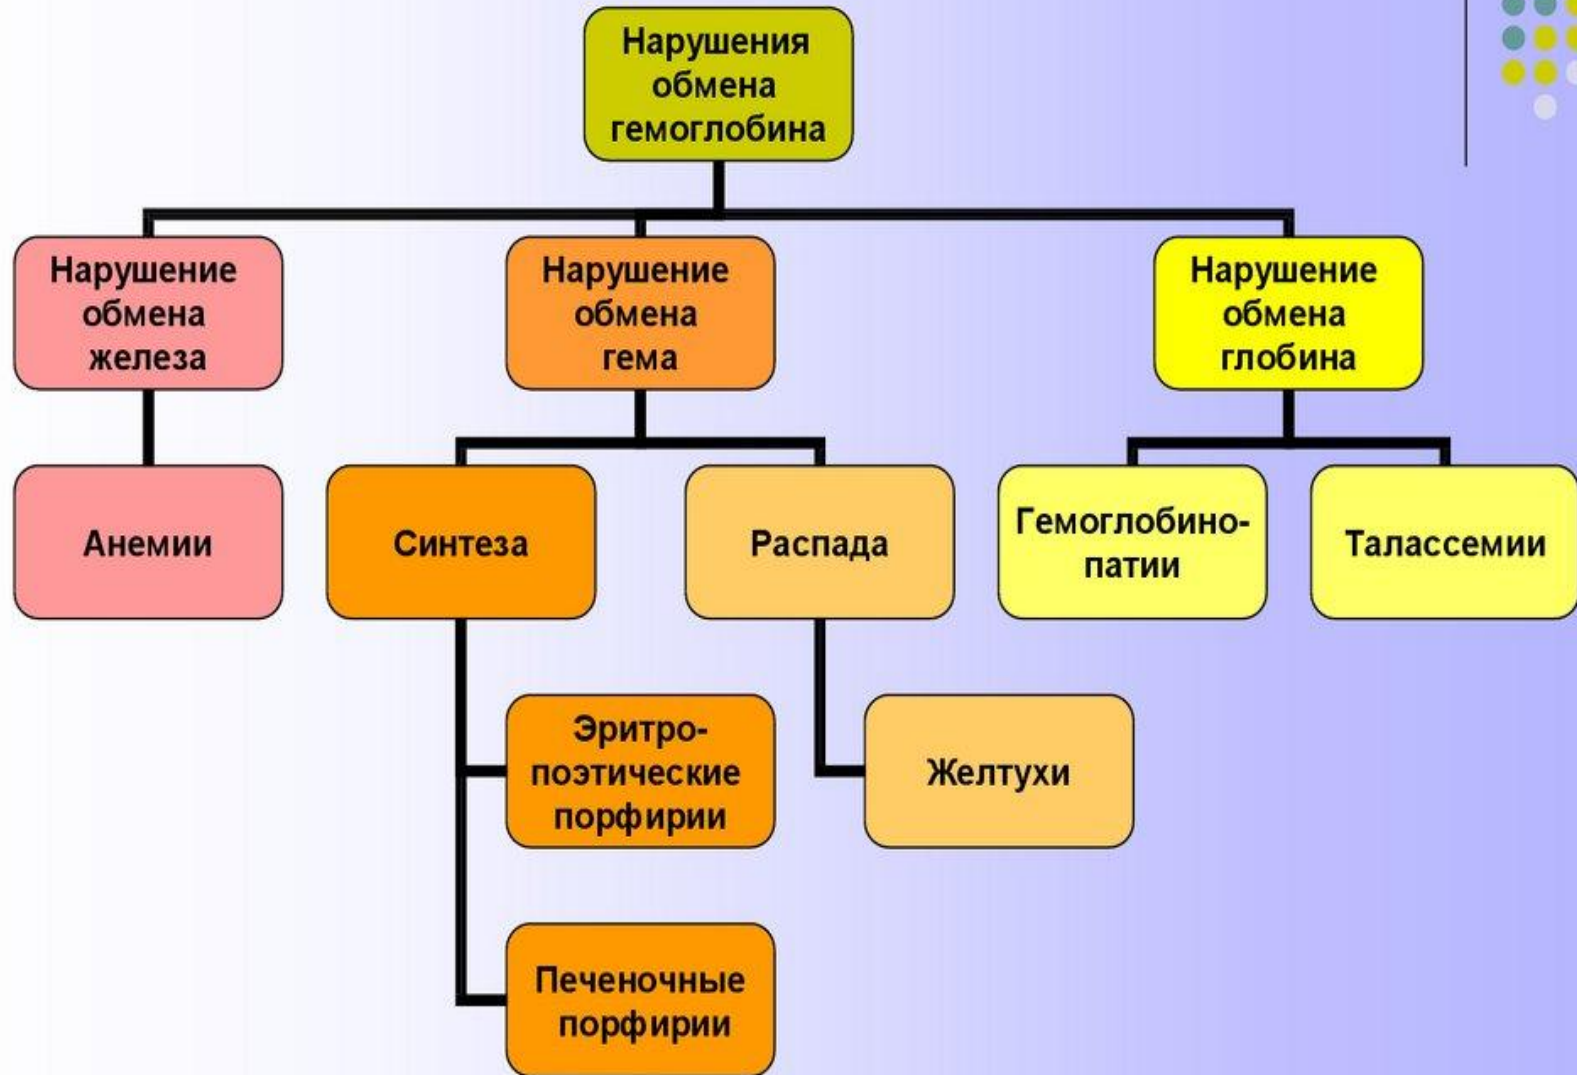 Нарушения
обмена
гемоглобина
Нарушение
обмена
железа
Нарушение
обмена
гема
Нарушение
обмена
глобина
Анемии
Синтеза
Распада
Гемоглобино-
патии
Талассемии
Эритро-
поэтические
порфирии
Желтухи
Печеночные
порфирии